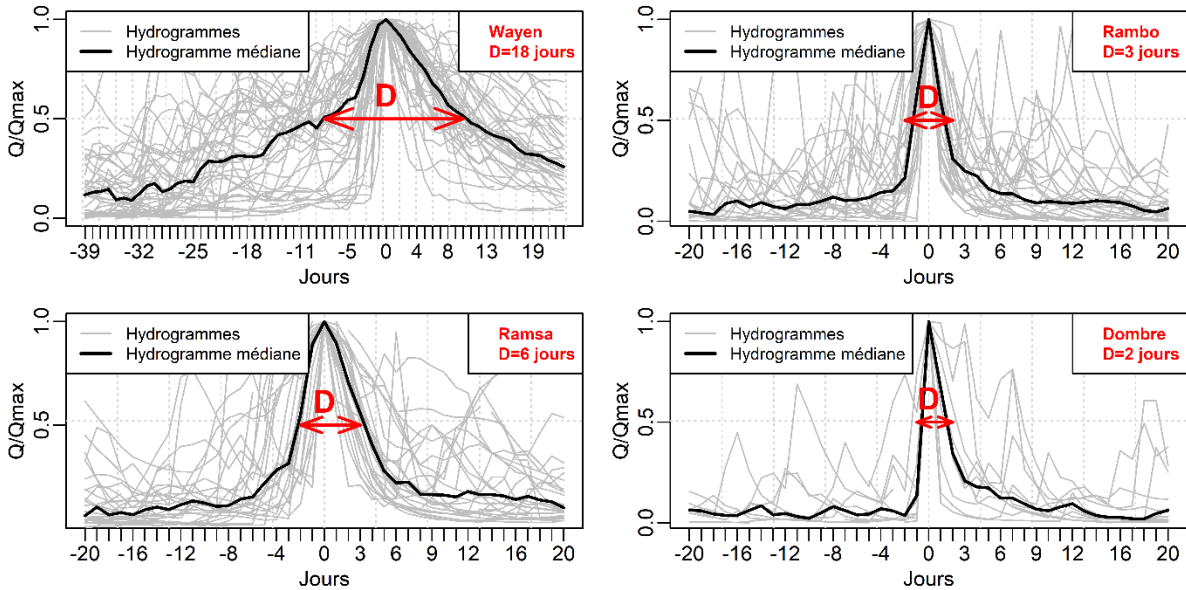 Hydrogrammes
Hydrogramme médiane
Wayen
D=18 jours
D
Q/Qmax
1.0
0.5
0.0
-39 -32 -25 -19 -9 -5 0 4 8 13 19
Jours
Hydrogrammes
Hydrogramme médiane
Rambo
D=3 jours
D
Q/Qmax
1.0
0.5
0.0
-20 -16 -12 -8 -4 0 3 6 9 12 16 20
Jours
Hydrogrammes
Hydrogramme médiane
Ramsa
D=6 jours
D
Q/Qmax
1.0
0.5
-20 -16 -12 -8 -4 0 3 6 9 12 16 20
Jours
Hydrogrammes
Hydrogramme médiane
Dombre
D=2 jours
D
Q/Qmax
1.0
0.5
0.0
-20 -16 -12 -8 -4 0 3 6 9 12 16 20
Jours